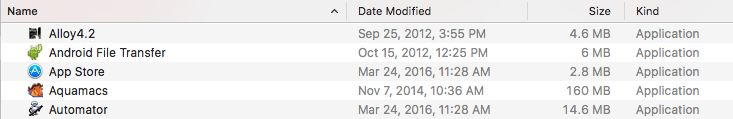 Name Date Modified Size Kind
Alloy4.2 Sep 25, 2012, 3:55 PM 4.6 MB Application
Android File Transfer Oct 15, 2012, 12:25 PM 6 MB Application
App Store Mar 24, 2016, 11:28 AM 2.8 MB Application
Aquamacs Nov 7, 2014, 10:36 AM 160 MB Application
Automator Mar 24, 2016, 11:28 AM 14.6 MB Application